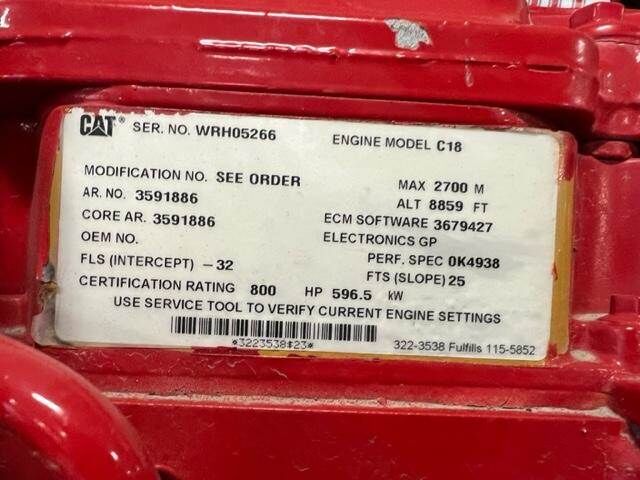 CAT® SER. NO. WRH05266 ENGINE MODEL C18
MODIFICATION NO. SEE ORDER MAX 2700 M
AR. NO. 3591886 ALT 8859 FT
CORE AR. 3591886 ECM SOFTWARE 3679427
OEM NO. ELECTRONICS GP
FLS (INTERCEPT) -32 PERF. SPEC 0K4938
FTS (SLOPE) 25
CERTIFICATION RATING 800 HP 596.5 kW
USE SERVICE TOOL TO VERIFY CURRENT ENGINE SETTINGS
*3223538#23*
322-3538 Fulfills 115-5852